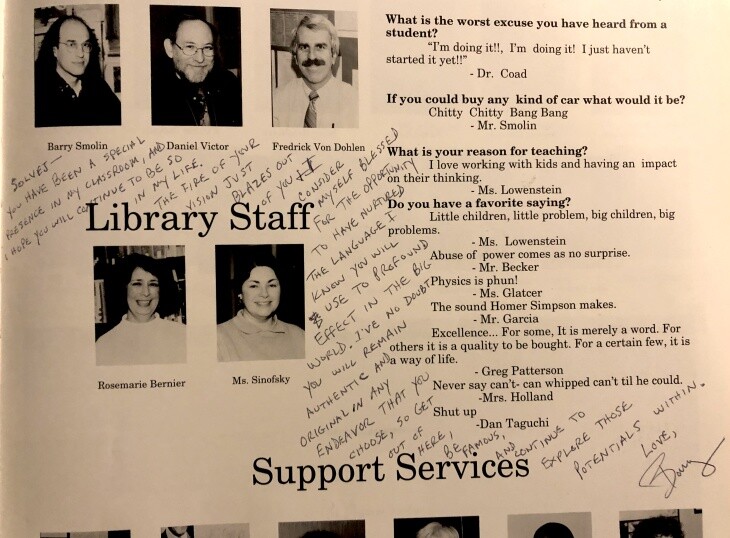 Barry Smolin
Daniel Victor
Fredrick Von Dohlen
SOLVEJ—
YOU HAVE BEEN A SPECIAL
PRESENCE IN MY CLASSROOM, AND
I HOPE YOU WILL CONTINUE TO BE SO
IN MY LIFE.
THE FIRE OF YOUR
VISION JUST
BLAZES OUT
OF YOU. I
CONSIDER
MYSELF BLESSED
FOR THE OPPORTUNITY
TO HAVE NURTURED
THE LANGUAGE I
KNOW YOU WILL
USE TO PROFOUND
EFFECT IN THE BIG
WORLD. I'VE NO DOUBT
YOU WILL REMAIN
AUTHENTIC AND
ORIGINAL IN ANY
ENDEAVOR THAT YOU
CHOOSE, SO GET
OUT OF
HERE,
BE
FAMOUS,
AND
CONTINUE TO
EXPLORE THOSE
POTENTIALS WITHIN.
LOVE,
Library Staff
Rosemarie Bernier
Ms. Sinofsky
Support Services
What is the worst excuse you have heard from a
student?
"I'm doing it!!, I'm doing it! I just haven't
started it yet!!"
- Dr. Coad
If you could buy any kind of car what would it be?
Chitty Chitty Bang Bang
- Mr. Smolin
What is your reason for teaching?
I love working with kids and having an impact
on their thinking.
- Ms. Lowenstein
Do you have a favorite saying?
Little children, little problem, big children, big
problems.
- Ms. Lowenstein
Abuse of power comes as no surprise.
- Mr. Becker
Physics is phun!
- Ms. Glatcer
The sound Homer Simpson makes.
- Mr. Garcia
Excellence... For some, It is merely a word. For
others it is a quality to be bought. For a certain few, it is
a way of life.
- Greg Patterson
Never say can't- can whipped can't til he could.
-Mrs. Holland
Shut up
-Dan Taguchi